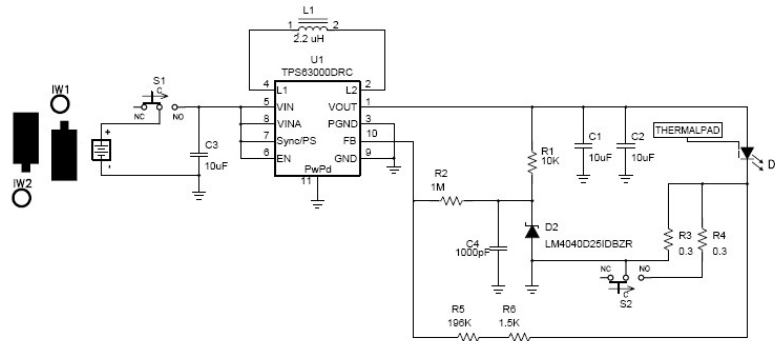 L1
1 2
2.2 uH
U1
TPS63000DRC
4 L1 L2 2
5 VIN VOUT 1
8 VINA PGND 3
7 Sync/PS FB 10
6 EN GND 9
PwPd
11
S1
C
NC NO
IW1
+
-
IW2
C3
10uF
R2
1M
R1
10K
C1
10uF
C2
10uF
THERMALPAD
D
C4
1000pF
D2
LM4040D25IDBZR
R3
0.3
R4
0.3
NC NO
C
S2
R5
196K
R6
1.5K